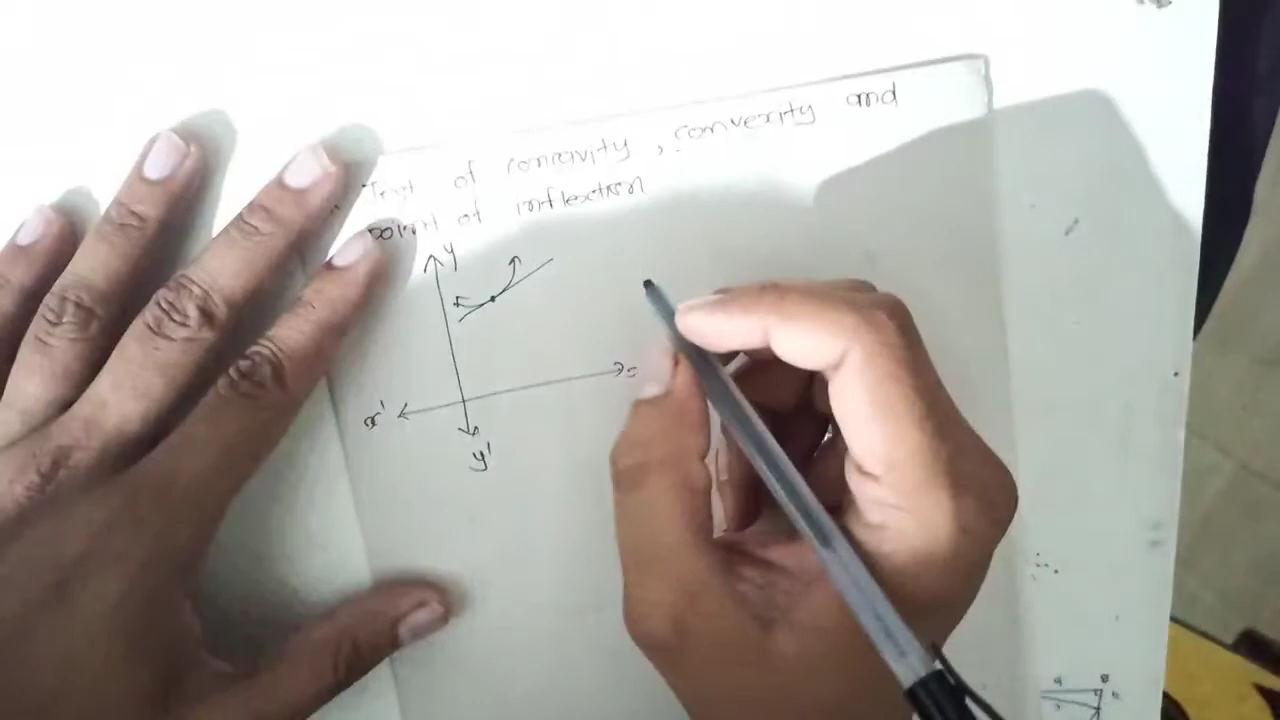 Test of concavity, convexity and
point of inflection
y
x'
y'